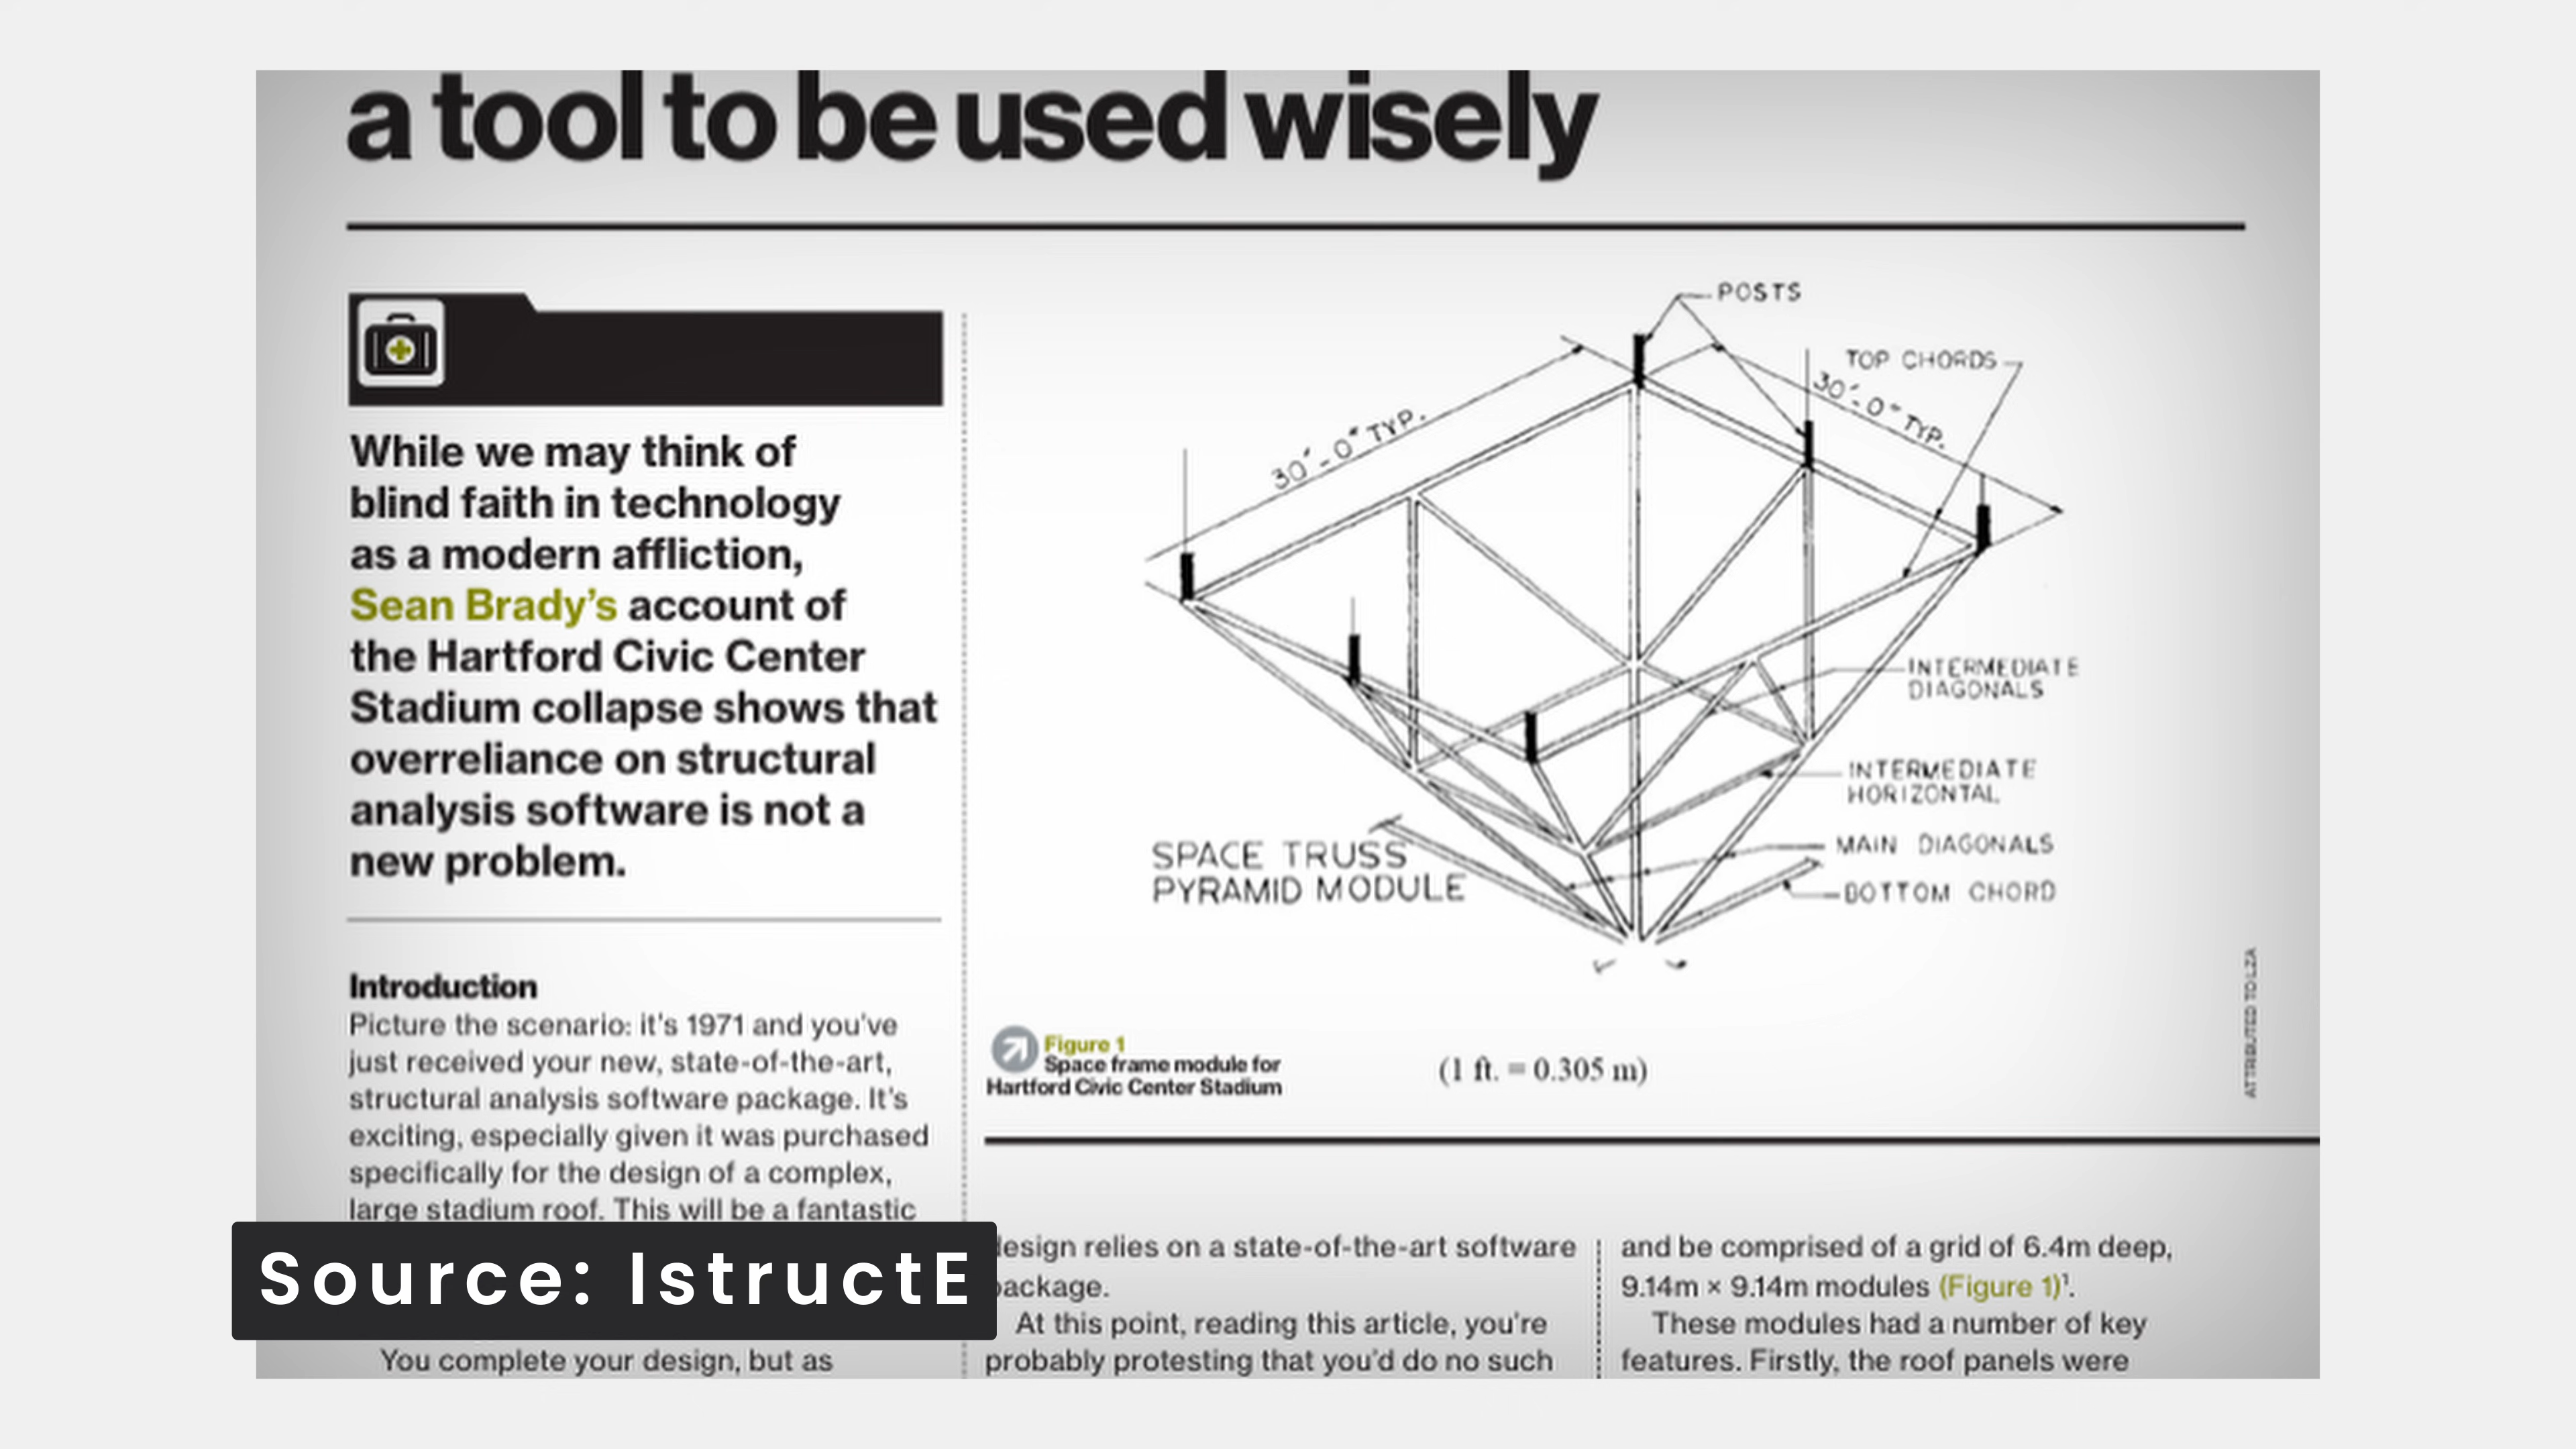 a tool to be used wisely
While we may think of
blind faith in technology
as a modern affliction,
Sean Brady's account of
the Hartford Civic Center
Stadium collapse shows that
overreliance on structural
analysis software is not a
new problem.
Introduction
Picture the scenario: it's 1971 and you've
just received your new, state-of-the-art,
structural analysis software package. It's
exciting, especially given it was purchased
specifically for the design of a complex,
large stadium roof. This will be a fantastic
You complete your design, but as
POSTS
TOP CHORDS
30'-0" TYP.
30'-0" TYP.
INTERMEDIATE
DIAGONALS
INTERMEDIATE
HORIZONTAL
MAIN DIAGONALS
BOTTOM CHORD
SPACE TRUSS
PYRAMID MODULE
Figure 1
Space frame module for
Hartford Civic Center Stadium
(1 ft. = 0.305 m)
ATTRIBUTED TO LZA
design relies on a state-of-the-art software
package.
At this point, reading this article, you're
probably protesting that you'd do no such
and be comprised of a grid of 6.4m deep,
9.14m × 9.14m modules (Figure 1)¹.
These modules had a number of key
features. Firstly, the roof panels were
Source: IstructE